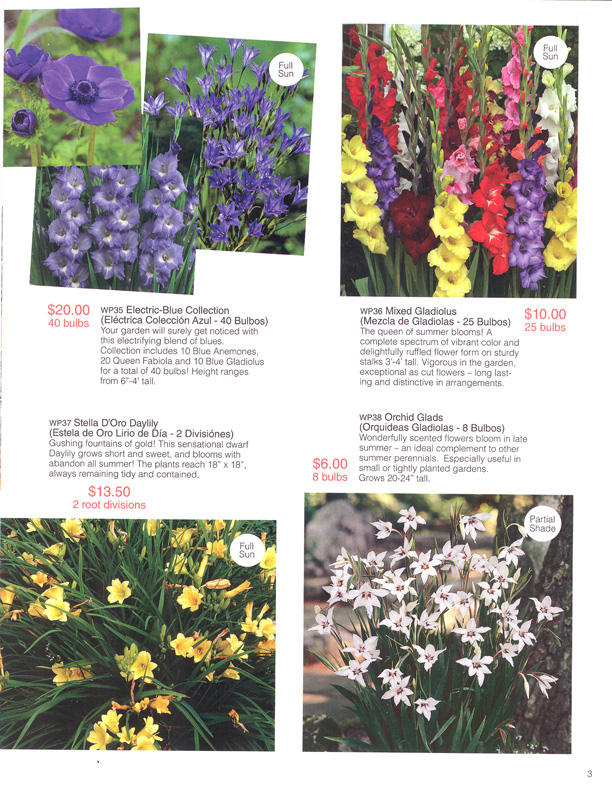 Full
Sun
Full
Sun
$20.00
40 bulbs
WP35 Electric-Blue Collection
(Eléctrica Colección Azul - 40 Bulbos)
Your garden will surely get noticed with
this electrifying blend of blues.
Collection includes 10 Blue Anemones,
20 Queen Fabiola and 10 Blue Gladiolus
for a total of 40 bulbs! Height ranges
from 6"-4' tall.
WP36 Mixed Gladiolus
(Mezcla de Gladiolas - 25 Bulbos)
The queen of summer blooms! A
complete spectrum of vibrant color and
delightfully ruffled flower form on sturdy
stalks 3'-4' tall. Vigorous in the garden,
exceptional as cut flowers – long last-
ing and distinctive in arrangements.
$10.00
25 bulbs
WP37 Stella D'Oro Daylily
(Estela de Oro Lirio de Día - 2 Divisiónes)
Gushing fountains of gold! This sensational dwarf
Daylily grows short and sweet, and blooms with
abandon all summer! The plants reach 18" x 18",
always remaining tidy and contained.
$13.50
2 root divisions
WP38 Orchid Glads
(Orquideas Gladiolas - 8 Bulbos)
Wonderfully scented flowers bloom in late
summer – an ideal complement to other
summer perennials. Especially useful in
small or tightly planted gardens.
Grows 20-24" tall.
$6.00
8 bulbs
Full
Sun
Partial
Shade
3